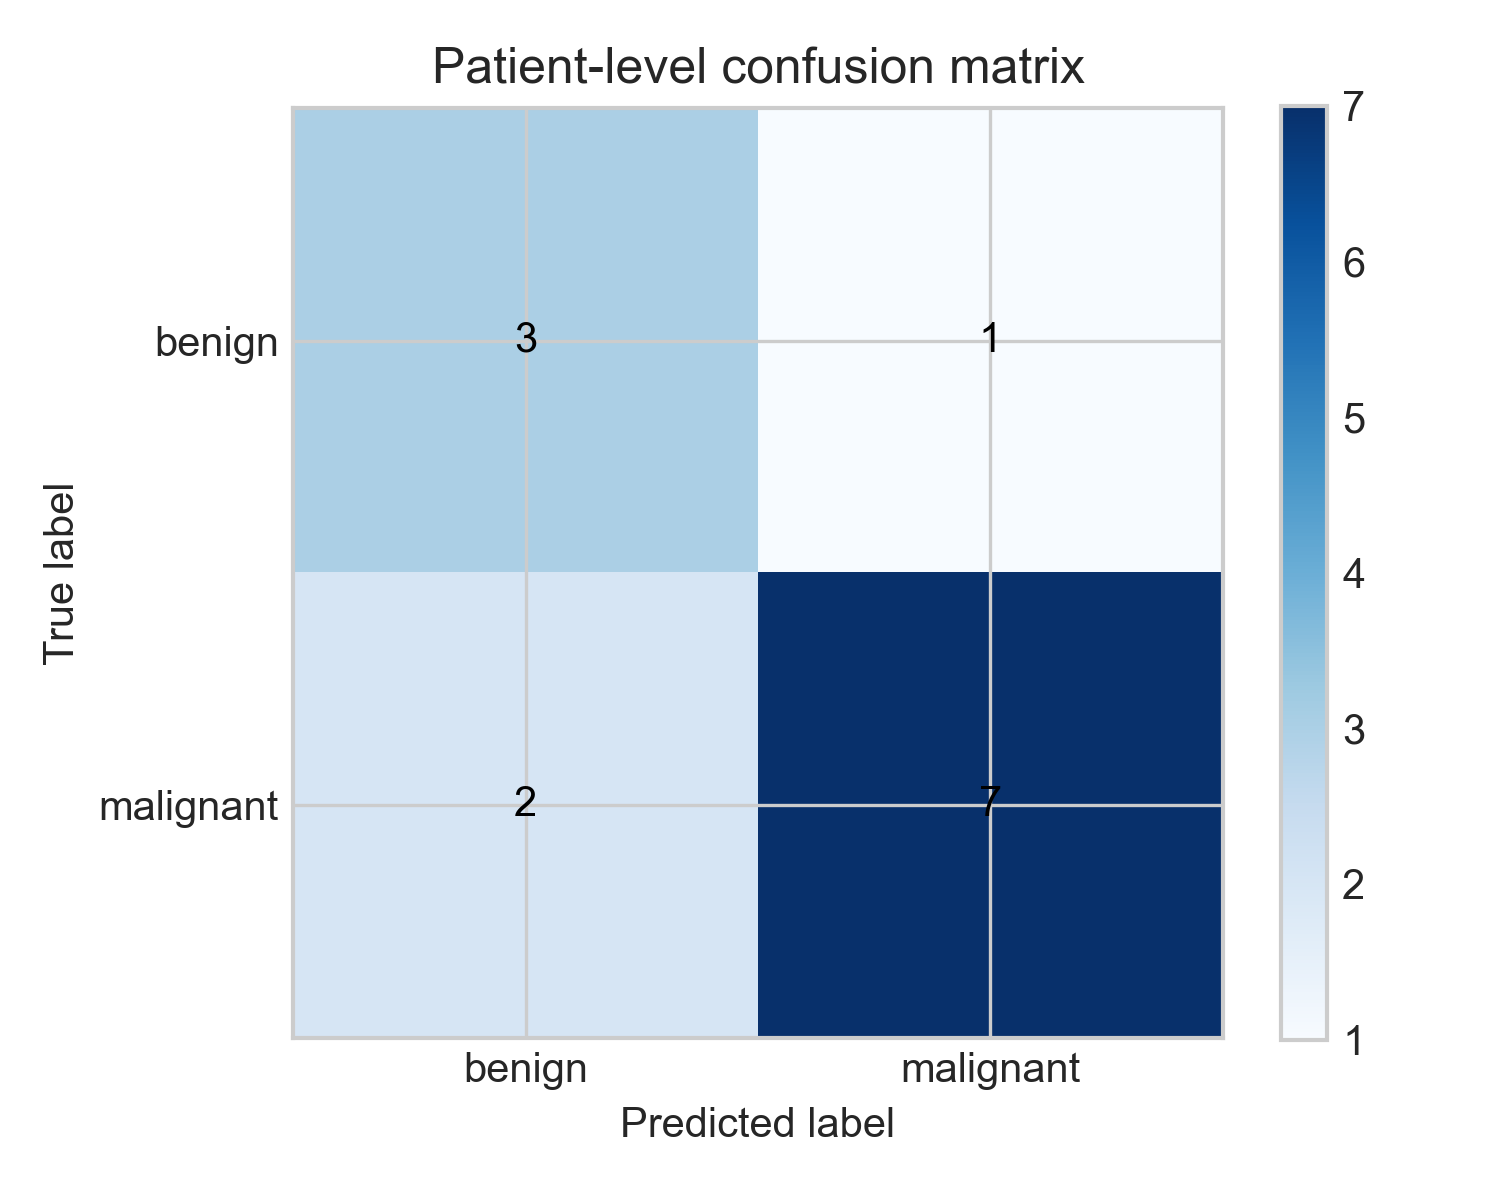 Patient-level confusion matrix
True label
benign
malignant
3
1
2
7
benign
malignant
Predicted label
7
6
5
4
3
2
1